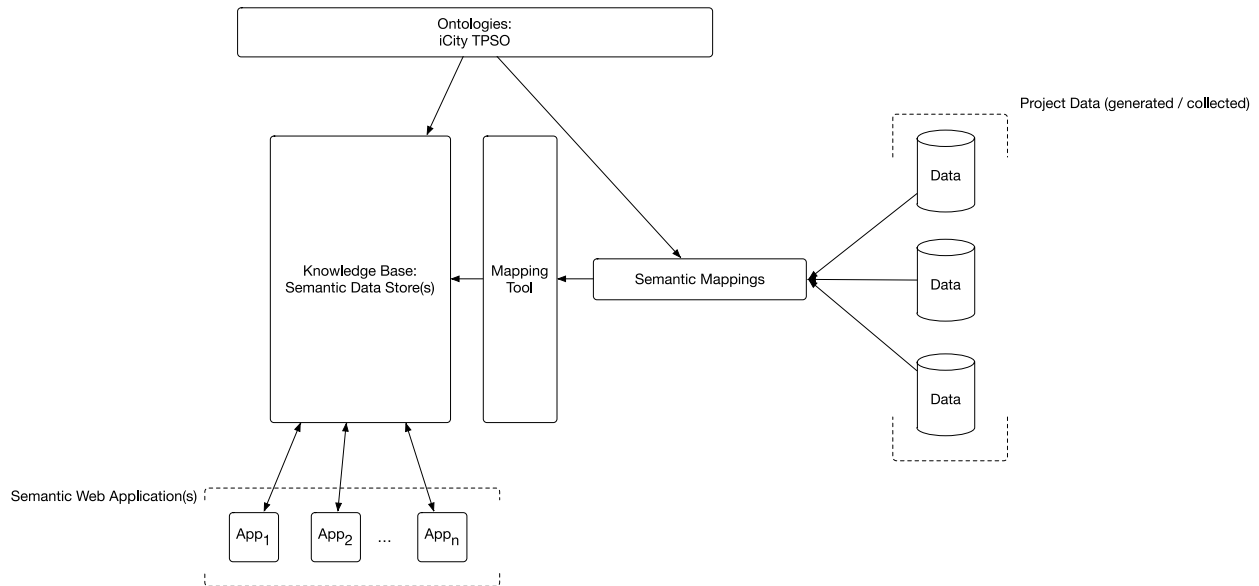 Ontologies:
iCity TPSO
Project Data (generated / collected)
Data
Knowledge Base:
Semantic Data Store(s)
Mapping
Tool
Semantic Mappings
Data
Data
Semantic Web Application(s)
App1
App2
...
Appn